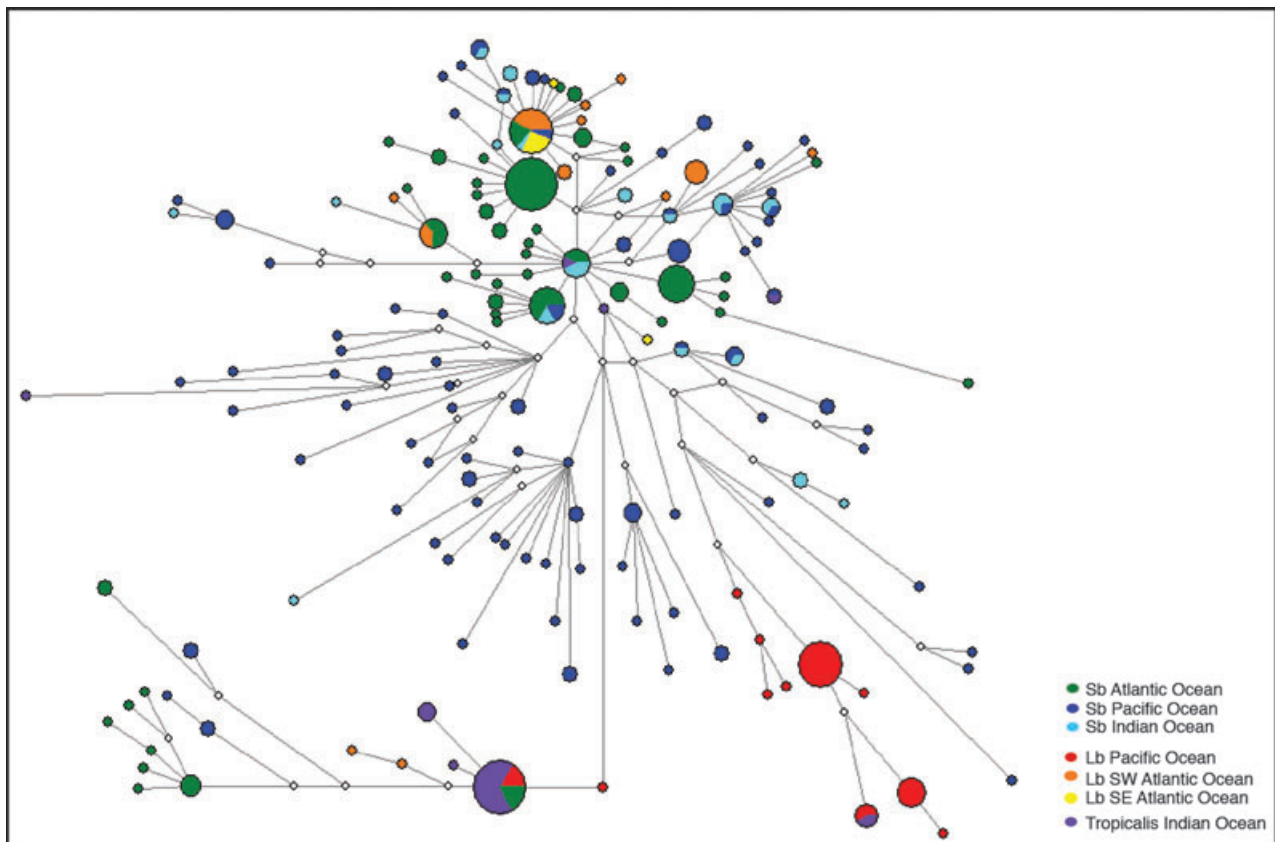 Sb Atlantic Ocean
Sb Pacific Ocean
Sb Indian Ocean
Lb Pacific Ocean
Lb SW Atlantic Ocean
Lb SE Atlantic Ocean
Tropicalis Indian Ocean